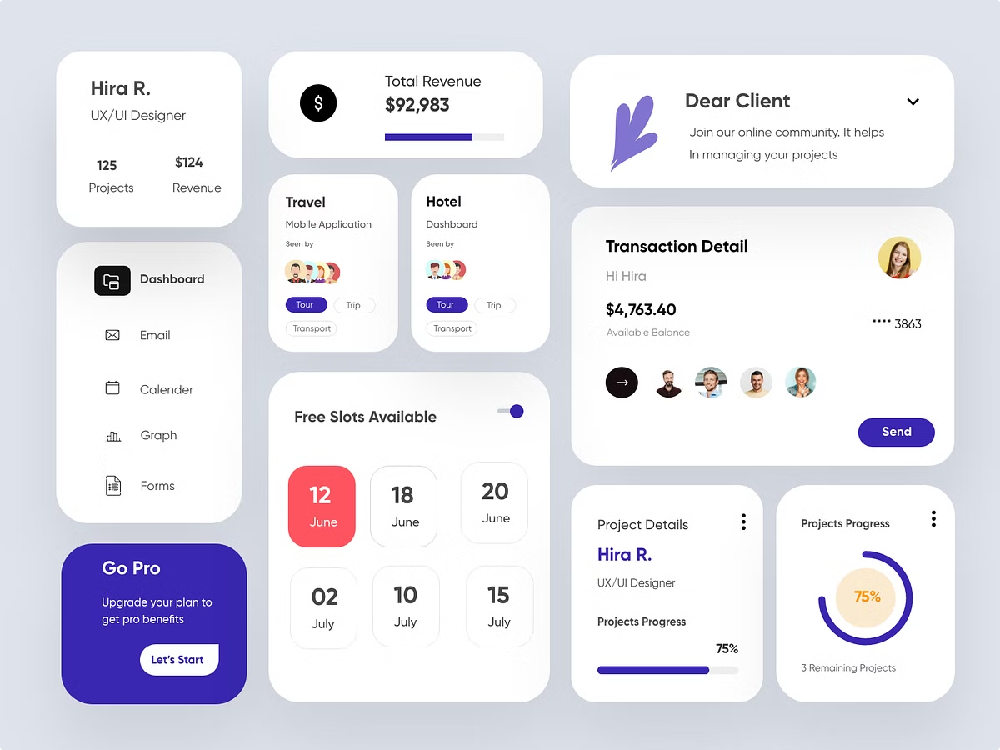 Hira R.
UX/UI Designer
125
Projects
$124
Revenue
Dashboard
Email
Calender
Graph
Forms
Go Pro
Upgrade your plan to
get pro benefits
Let's Start
$
Total Revenue
$92,983
Travel
Mobile Application
Seen by
Tour
Trip
Transport
Hotel
Dashboard
Seen by
Tour
Trip
Transport
Free Slots Available
12
June
18
June
20
June
02
July
10
July
15
July
Dear Client
Join our online community. It helps
In managing your projects
Transaction Detail
Hi Hira
$4,763.40
Available Balance
•••• 3863
Send
Project Details
Hira R.
UX/UI Designer
Projects Progress
75%
Projects Progress
75%
3 Remaining Projects